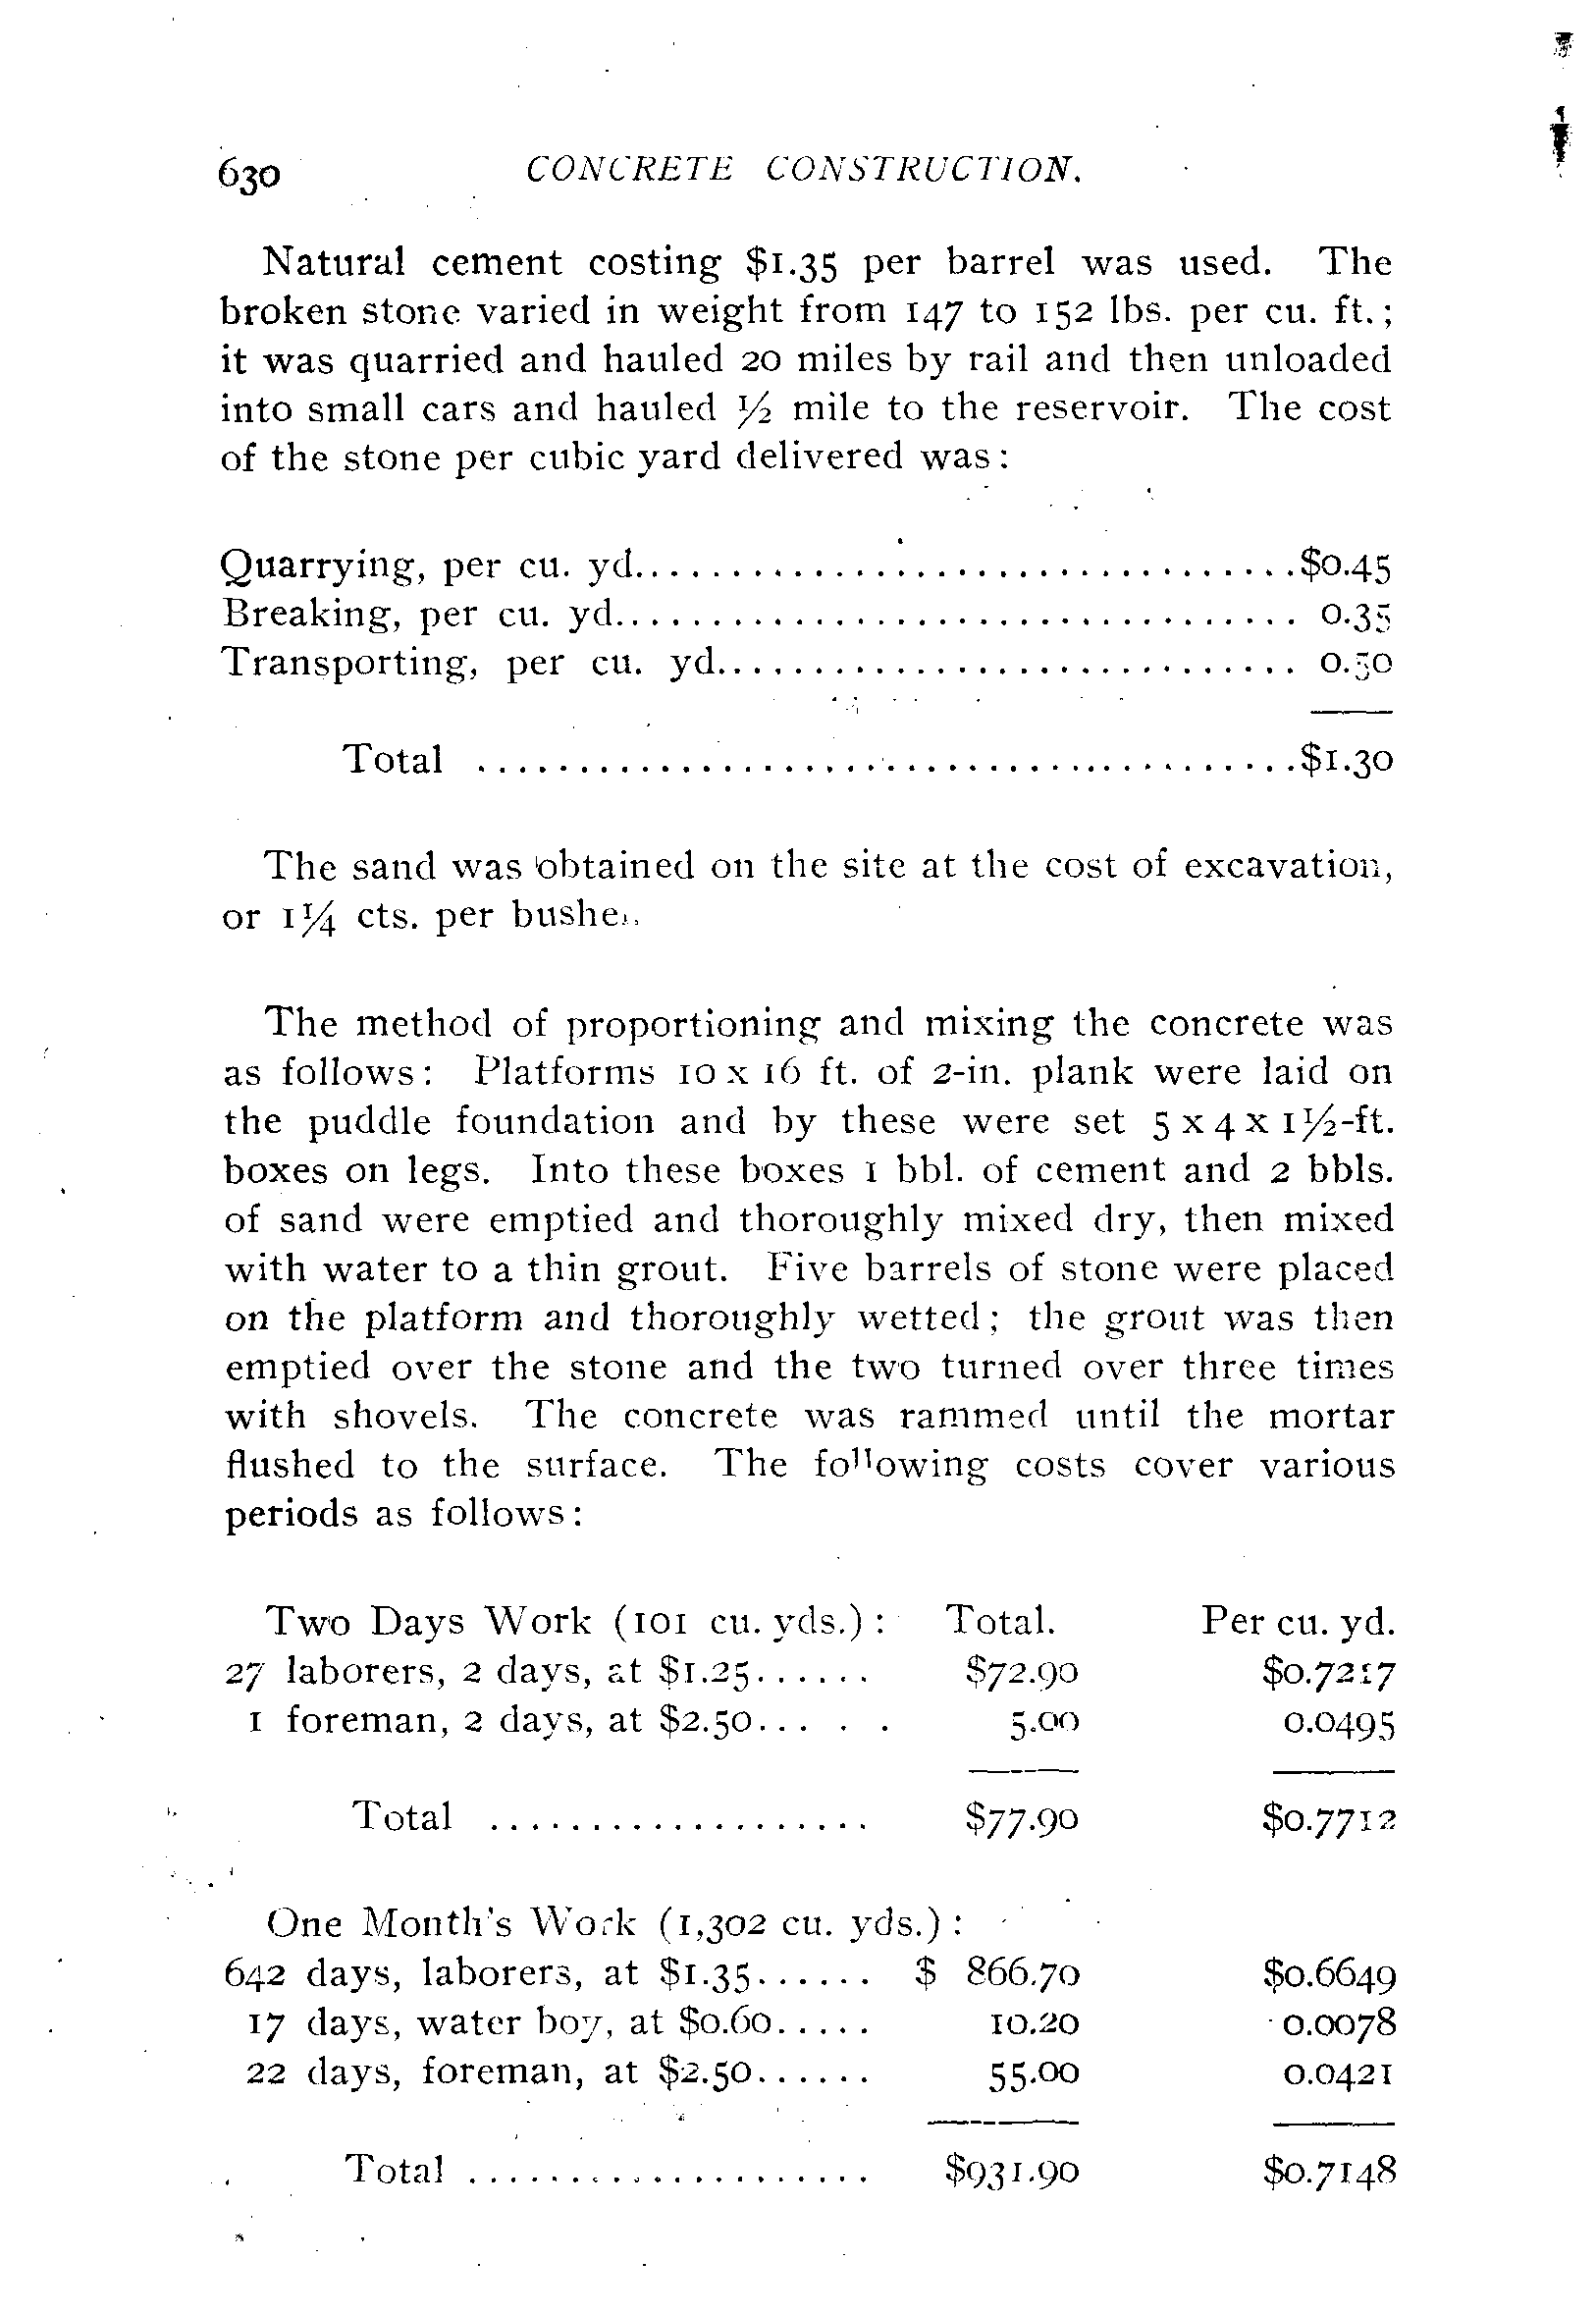 630 CONCRETE CONSTRUCTION.
Natural cement costing $1.35 per barrel was used. The
broken stone varied in weight from 147 to 152 lbs. per cu. ft.;
it was quarried and hauled 20 miles by rail and then unloaded
into small cars and hauled ½ mile to the reservoir. The cost
of the stone per cubic yard delivered was:
Quarrying, per cu. yd.................................$0.45
Breaking, per cu. yd.................................. 0.35
Transporting, per cu. yd............................. 0.50
Total .........................................$1.30
The sand was obtained on the site at the cost of excavation,
or 1¼ cts. per bushel.
The method of proportioning and mixing the concrete was
as follows: Platforms 10 x 16 ft. of 2-in. plank were laid on
the puddle foundation and by these were set 5 x 4 x 1½-ft.
boxes on legs. Into these boxes 1 bbl. of cement and 2 bbls.
of sand were emptied and thoroughly mixed dry, then mixed
with water to a thin grout. Five barrels of stone were placed
on the platform and thoroughly wetted; the grout was then
emptied over the stone and the two turned over three times
with shovels. The concrete was rammed until the mortar
flushed to the surface. The following costs cover various
periods as follows:
Two Days Work (101 cu. yds.): Total. Per cu. yd.
27 laborers, 2 days, at $1.25...... $72.90 $0.7217
1 foreman, 2 days, at $2.50... . . 5.00 0.0495
Total ................... $77.90 $0.7712
One Month's Work (1,302 cu. yds.):
642 days, laborers, at $1.35...... $ 866.70 $0.6649
17 days, water boy, at $0.60..... 10.20 0.0078
22 days, foreman, at $2.50...... 55.00 0.0421
Total .................... $931.90 $0.7148